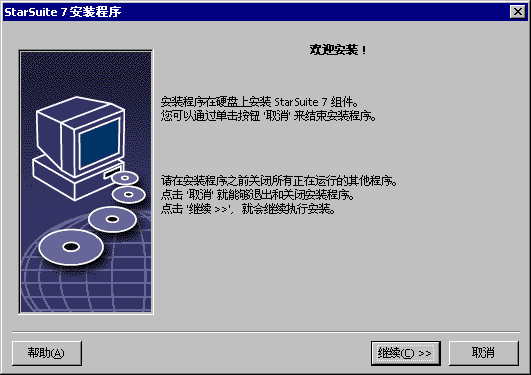 StarSuite 7 安装程序
欢迎安装！
安装程序在硬盘上安装 StarSuite 7 组件。
您可以通过单击按钮 '取消' 来结束安装程序。
请在安装程序之前关闭所有正在运行的其他程序。
点击 '取消' 就能够退出和关闭安装程序。
点击 '继续 >>'，就会继续执行安装。
帮助(A)
继续(C) >>
取消